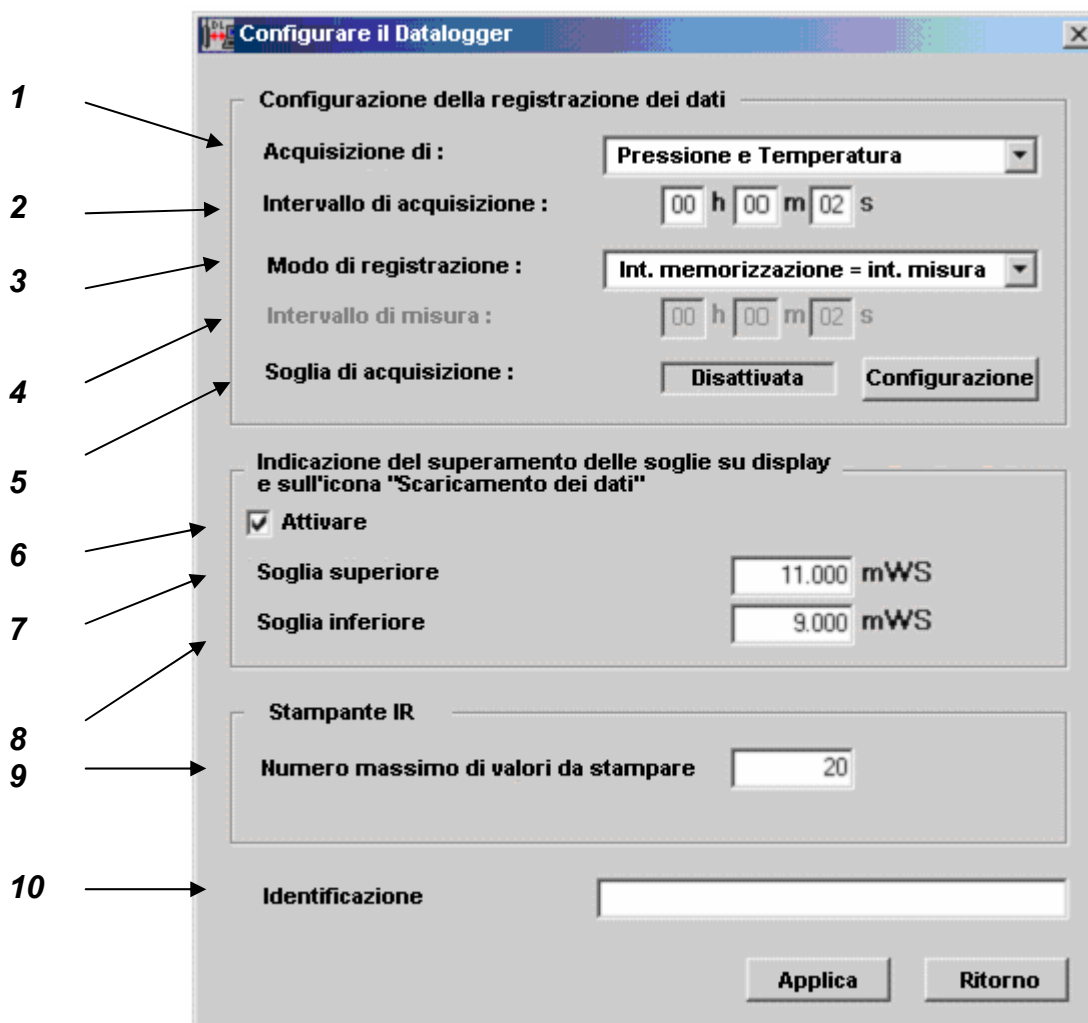 Configurare il Datalogger
Configurazione della registrazione dei dati
1
Acquisizione di : Pressione e Temperatura
2
Intervallo di acquisizione : 00 h 00 m 02 s
3
Modo di registrazione : Int. memorizzazione = int. misura
Intervallo di misura : 00 h 00 m 02 s
4
Soglia di acquisizione : Disattivata Configurazione
5
Indicazione del superamento delle soglie su display
e sull'icona "Scaricamento dei dati"
6
Attivare
Soglia superiore 11.000 mWS
7
Soglia inferiore 9.000 mWS
8
Stampante IR
9
Numero massimo di valori da stampare 20
10
Identificazione
Applica Ritorno